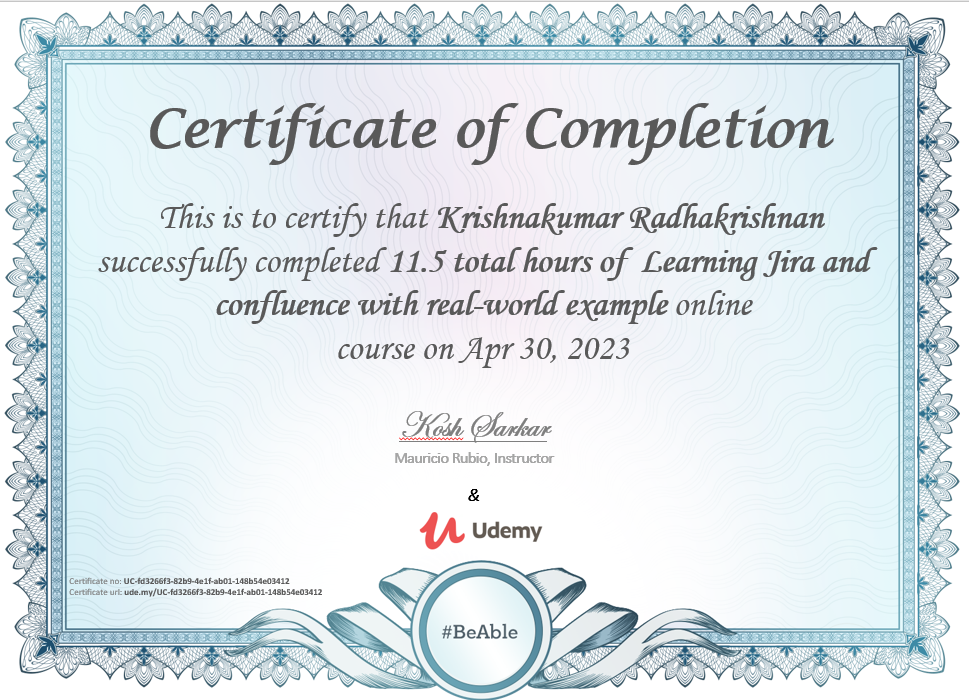 Certificate of Completion
This is to certify that Krishnakumar Radhakrishnan
successfully completed 11.5 total hours of Learning Jira and
confluence with real-world example online
course on Apr 30, 2023
Kosh Sarkar
Mauricio Rubio, Instructor
&
Udemy
Certificate no: UC-fd3266f3-82b9-4e1f-ab01-148b54e03412
Certificate url: ude.my/UC-fd3266f3-82b9-4e1f-ab01-148b54e03412
#BeAble